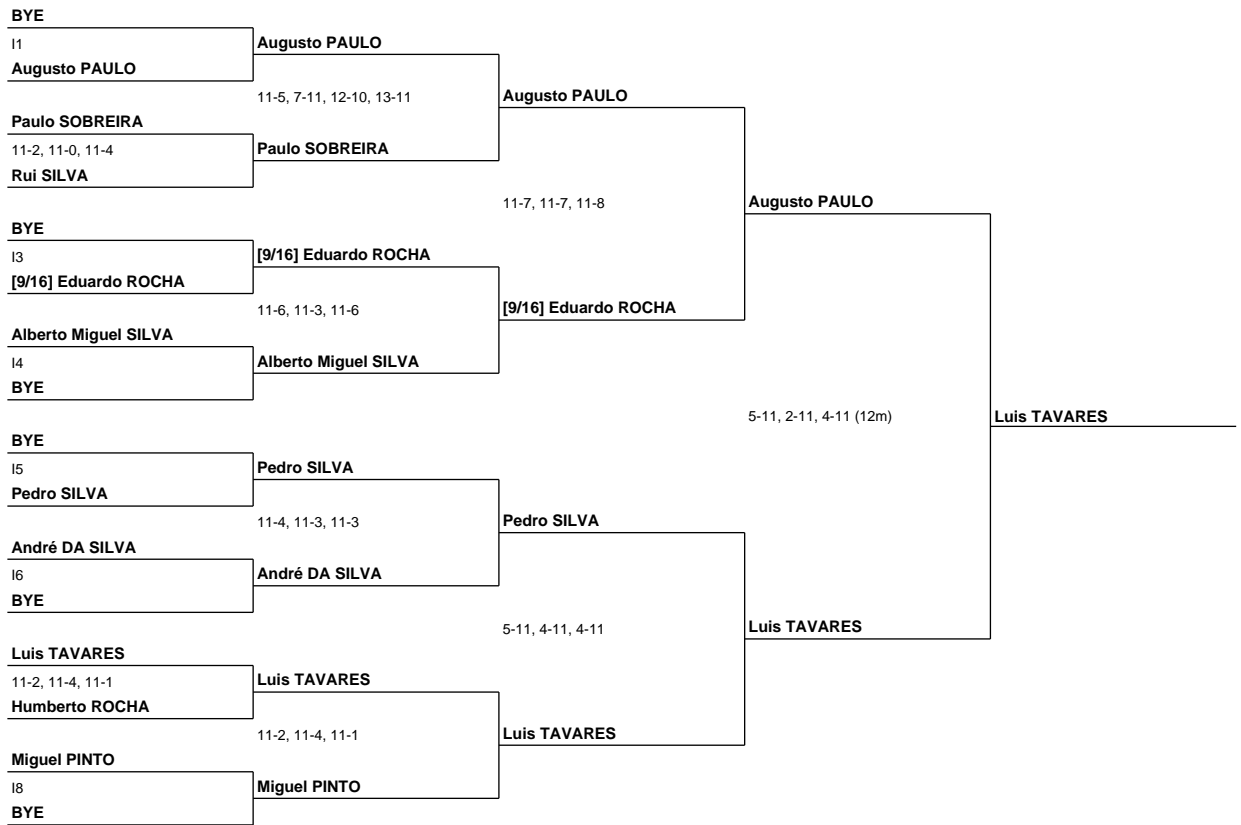 BYE
I1
Augusto PAULO
Augusto PAULO
11-5, 7-11, 12-10, 13-11
Augusto PAULO
Paulo SOBREIRA
11-2, 11-0, 11-4
Rui SILVA
Paulo SOBREIRA
11-7, 11-7, 11-8
Augusto PAULO
BYE
I3
[9/16] Eduardo ROCHA
[9/16] Eduardo ROCHA
11-6, 11-3, 11-6
[9/16] Eduardo ROCHA
Alberto Miguel SILVA
I4
BYE
Alberto Miguel SILVA
5-11, 2-11, 4-11 (12m)
Luis TAVARES
BYE
I5
Pedro SILVA
Pedro SILVA
11-4, 11-3, 11-3
Pedro SILVA
André DA SILVA
I6
BYE
André DA SILVA
5-11, 4-11, 4-11
Luis TAVARES
Luis TAVARES
11-2, 11-4, 11-1
Humberto ROCHA
Luis TAVARES
11-2, 11-4, 11-1
Luis TAVARES
Miguel PINTO
I8
BYE
Miguel PINTO